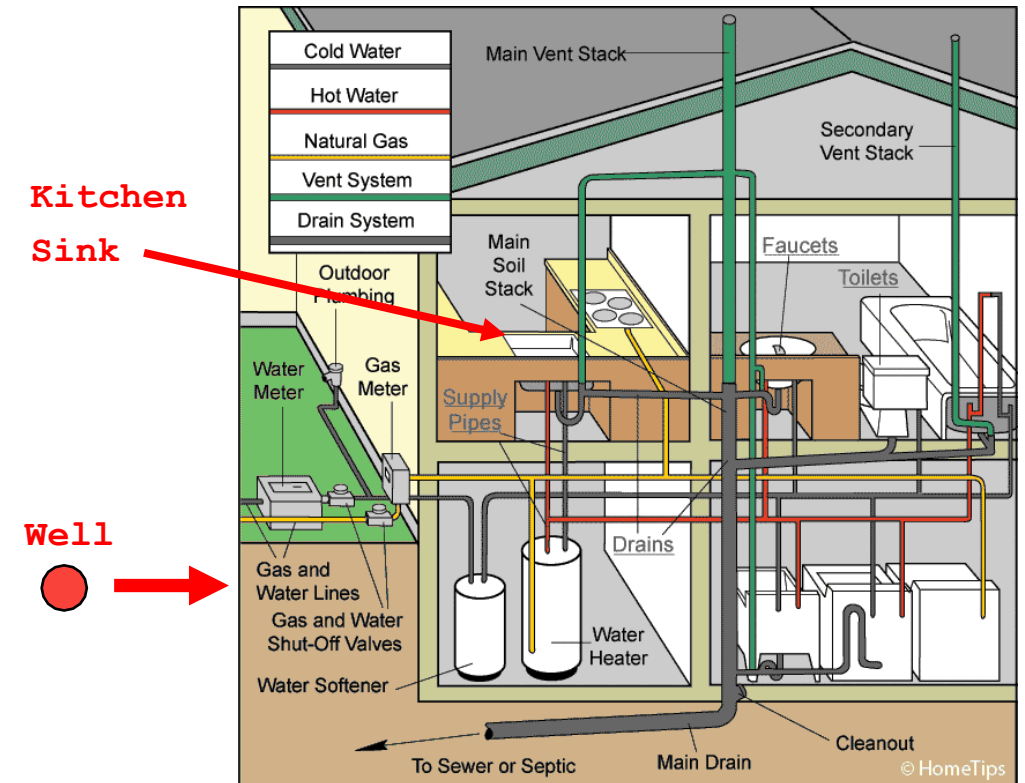 Cold Water
Hot Water
Natural Gas
Vent System
Drain System
Main Vent Stack
Secondary
Vent Stack
Kitchen
Sink
Main
Soil
Stack
Faucets
Toilets
Outdoor
Plumbing
Water
Meter
Gas
Meter
Supply
Pipes
Well
Drains
Gas and
Water Lines
Gas and Water
Shut-Off Valves
Water
Heater
Water Softener
Cleanout
Main Drain
To Sewer or Septic
© HomeTips